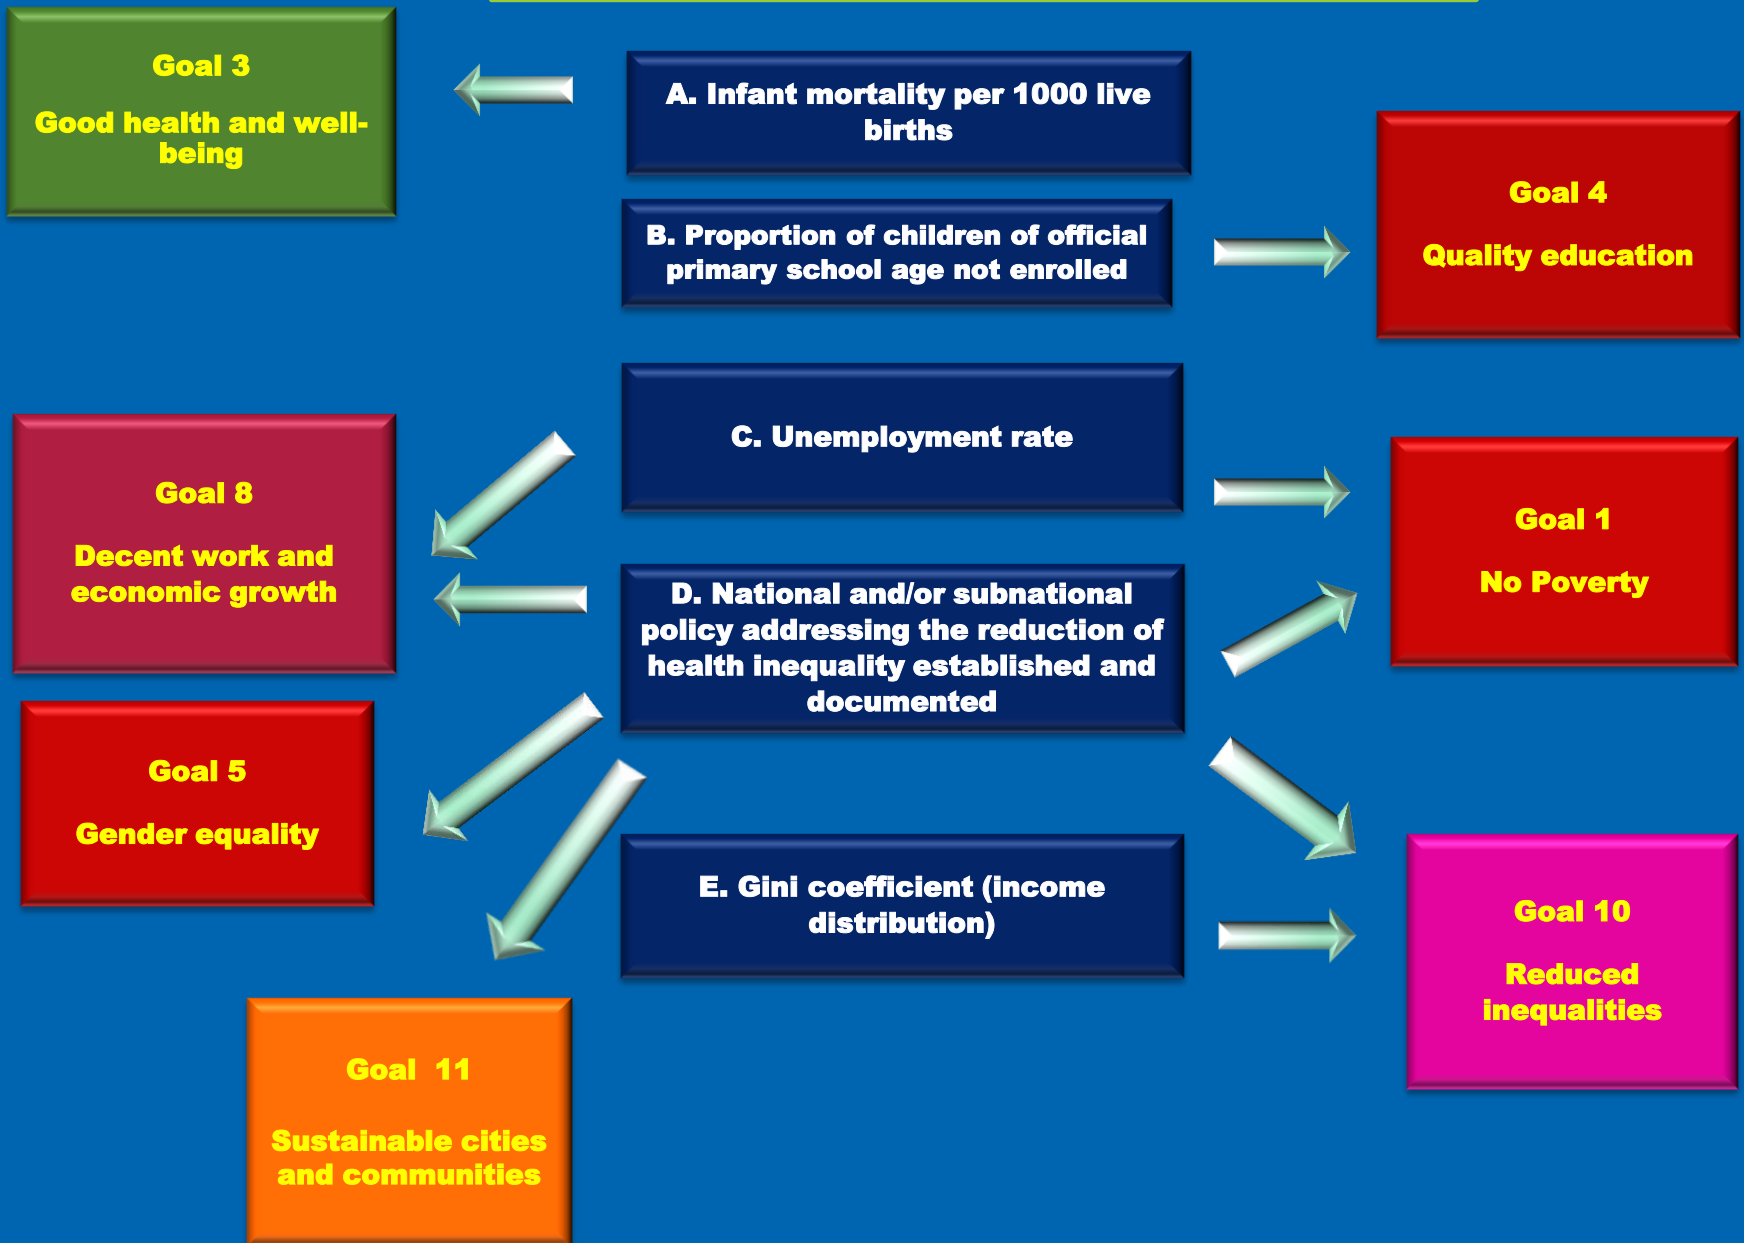 Goal 3
Good health and well-
being
A. Infant mortality per 1000 live
births
B. Proportion of children of official
primary school age not enrolled
Goal 4
Quality education
C. Unemployment rate
Goal 8
Decent work and
economic growth
Goal 1
No Poverty
D. National and/or subnational
policy addressing the reduction of
health inequality established and
documented
Goal 5
Gender equality
E. Gini coefficient (income
distribution)
Goal 10
Reduced
inequalities
Goal  11
Sustainable cities
and communities